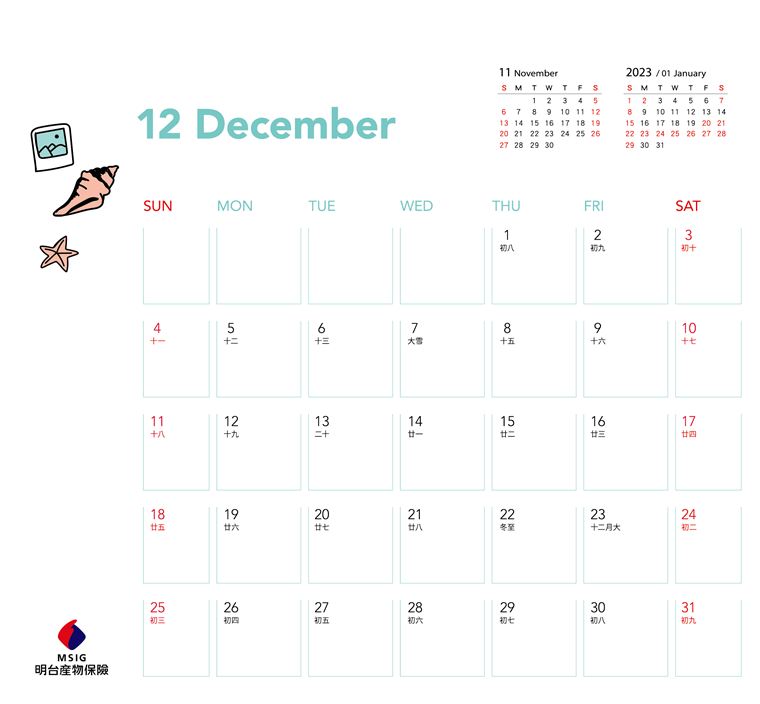 11 November
S M T W T F S
1 2 3 4 5
6 7 8 9 10 11 12
13 14 15 16 17 18 19
20 21 22 23 24 25 26
27 28 29 30
2023 / 01 January
S M T W T F S
1 2 3 4 5 6 7
8 9 10 11 12 13 14
15 16 17 18 19 20 21
22 23 24 25 26 27 28
29 30 31
12 December
SUN MON TUE WED THU FRI SAT
1 2 3
初八 初九 初十
4 5 6 7 8 9 10
十一 十二 十三 大雪 十五 十六 十七
11 12 13 14 15 16 17
十八 十九 二十 廿一 廿二 廿三 廿四
18 19 20 21 22 23 24
廿五 廿六 廿七 廿八 冬至 十二月大 初二
25 26 27 28 29 30 31
初三 初四 初五 初六 初七 初八 初九
MSIG
明台産物保險